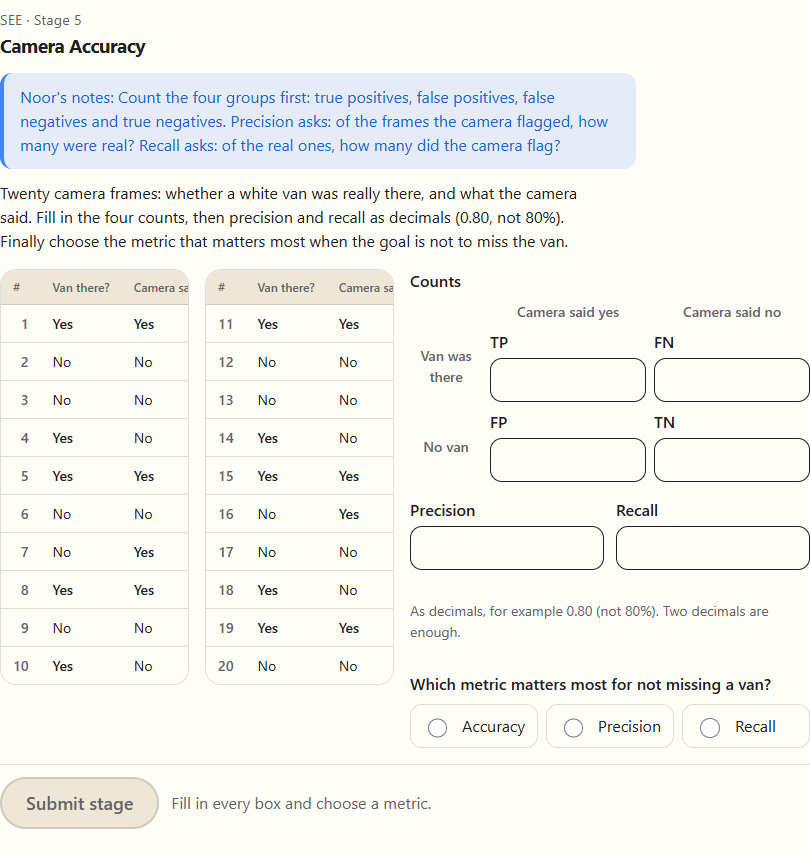 SEE · Stage 5
Camera Accuracy
Noor's notes: Count the four groups first: true positives, false positives, false
negatives and true negatives. Precision asks: of the frames the camera flagged, how
many were real? Recall asks: of the real ones, how many did the camera flag?
Twenty camera frames: whether a white van was really there, and what the camera
said. Fill in the four counts, then precision and recall as decimals (0.80, not 80%).
Finally choose the metric that matters most when the goal is not to miss the van.
# Van there? Camera sa
1 Yes Yes
2 No No
3 No No
4 Yes No
5 Yes Yes
6 No No
7 No Yes
8 Yes Yes
9 No No
10 Yes No
# Van there? Camera sa
11 Yes Yes
12 No No
13 No No
14 Yes No
15 Yes Yes
16 No Yes
17 No No
18 Yes No
19 Yes Yes
20 No No
Counts
Camera said yes Camera said no
TP FN
Van was
there
FP TN
No van
Precision Recall
As decimals, for example 0.80 (not 80%). Two decimals are
enough.
Which metric matters most for not missing a van?
Accuracy Precision Recall
Submit stage Fill in every box and choose a metric.